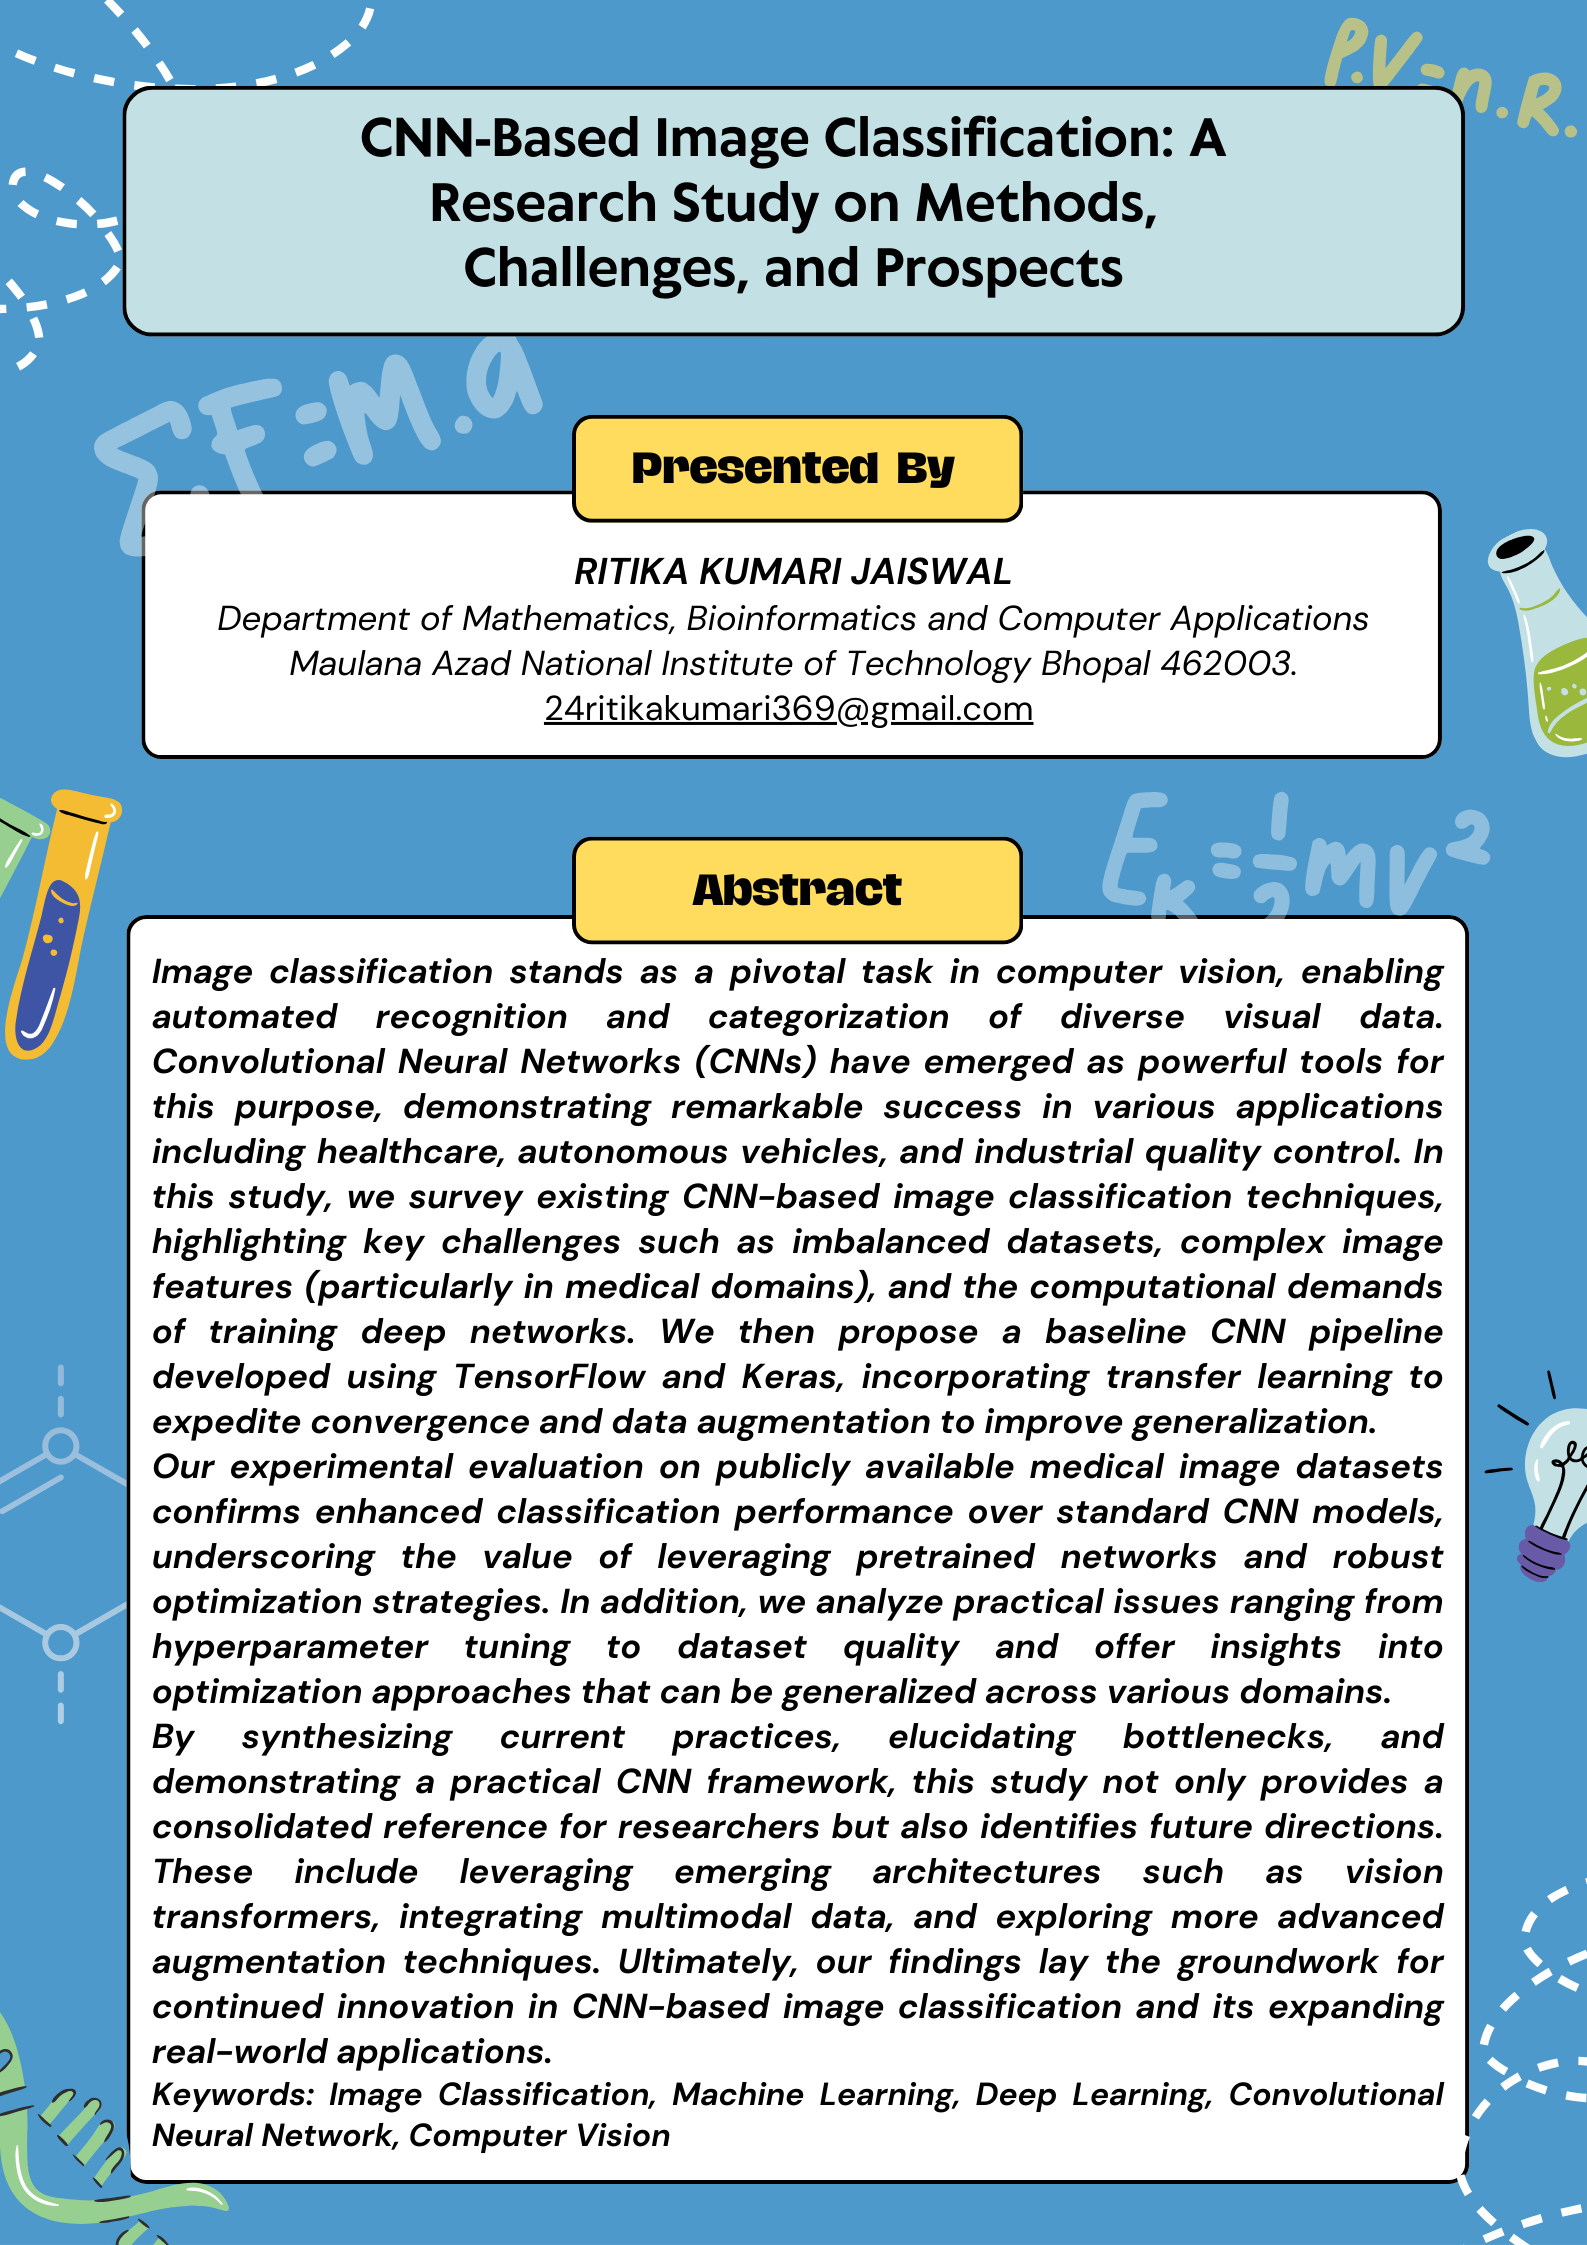 P.V=n.R.
CNN-Based Image Classification: A
Research Study on Methods,
Challenges, and Prospects
Σ.F=M.a
Presented By
RITIKA KUMARI JAISWAL
Department of Mathematics, Bioinformatics and Computer Applications
Maulana Azad National Institute of Technology Bhopal 462003.
24ritikakumari369@gmail.com
Eₖ=½mv²
Abstract
Image classification stands as a pivotal task in computer vision, enabling
automated recognition and categorization of diverse visual data.
Convolutional Neural Networks (CNNs) have emerged as powerful tools for
this purpose, demonstrating remarkable success in various applications
including healthcare, autonomous vehicles, and industrial quality control. In
this study, we survey existing CNN-based image classification techniques,
highlighting key challenges such as imbalanced datasets, complex image
features (particularly in medical domains), and the computational demands
of training deep networks. We then propose a baseline CNN pipeline
developed using TensorFlow and Keras, incorporating transfer learning to
expedite convergence and data augmentation to improve generalization.
Our experimental evaluation on publicly available medical image datasets
confirms enhanced classification performance over standard CNN models,
underscoring the value of leveraging pretrained networks and robust
optimization strategies. In addition, we analyze practical issues ranging from
hyperparameter tuning to dataset quality and offer insights into
optimization approaches that can be generalized across various domains.
By synthesizing current practices, elucidating bottlenecks, and
demonstrating a practical CNN framework, this study not only provides a
consolidated reference for researchers but also identifies future directions.
These include leveraging emerging architectures such as vision
transformers, integrating multimodal data, and exploring more advanced
augmentation techniques. Ultimately, our findings lay the groundwork for
continued innovation in CNN-based image classification and its expanding
real-world applications.
Keywords: Image Classification, Machine Learning, Deep Learning, Convolutional
Neural Network, Computer Vision